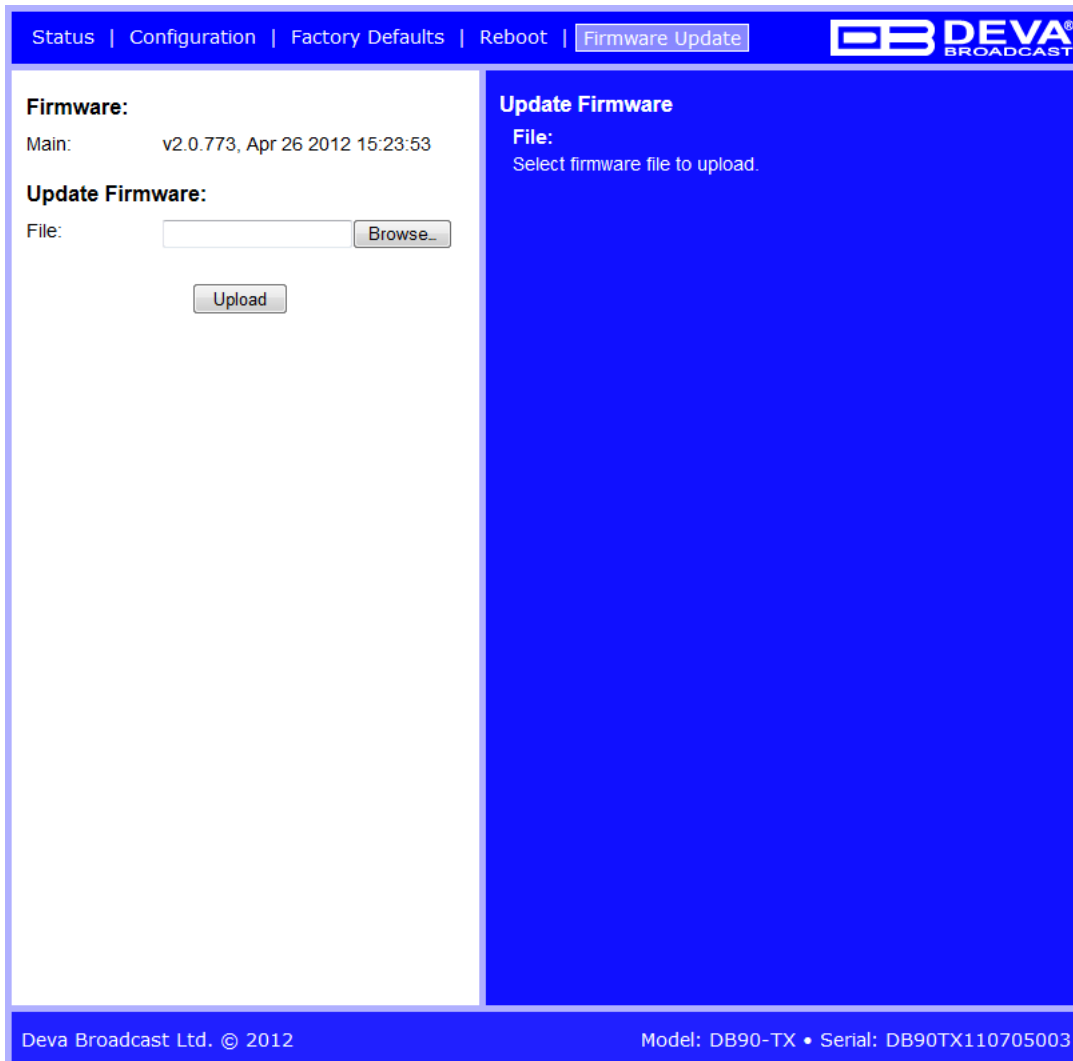 Status | Configuration | Factory Defaults | Reboot | Firmware Update
DEVA®
BROADCAST
Firmware:
Main: v2.0.773, Apr 26 2012 15:23:53
Update Firmware:
File: Browse...
Upload
Update Firmware
File:
Select firmware file to upload.
Deva Broadcast Ltd. © 2012 Model: DB90-TX • Serial: DB90TX110705003